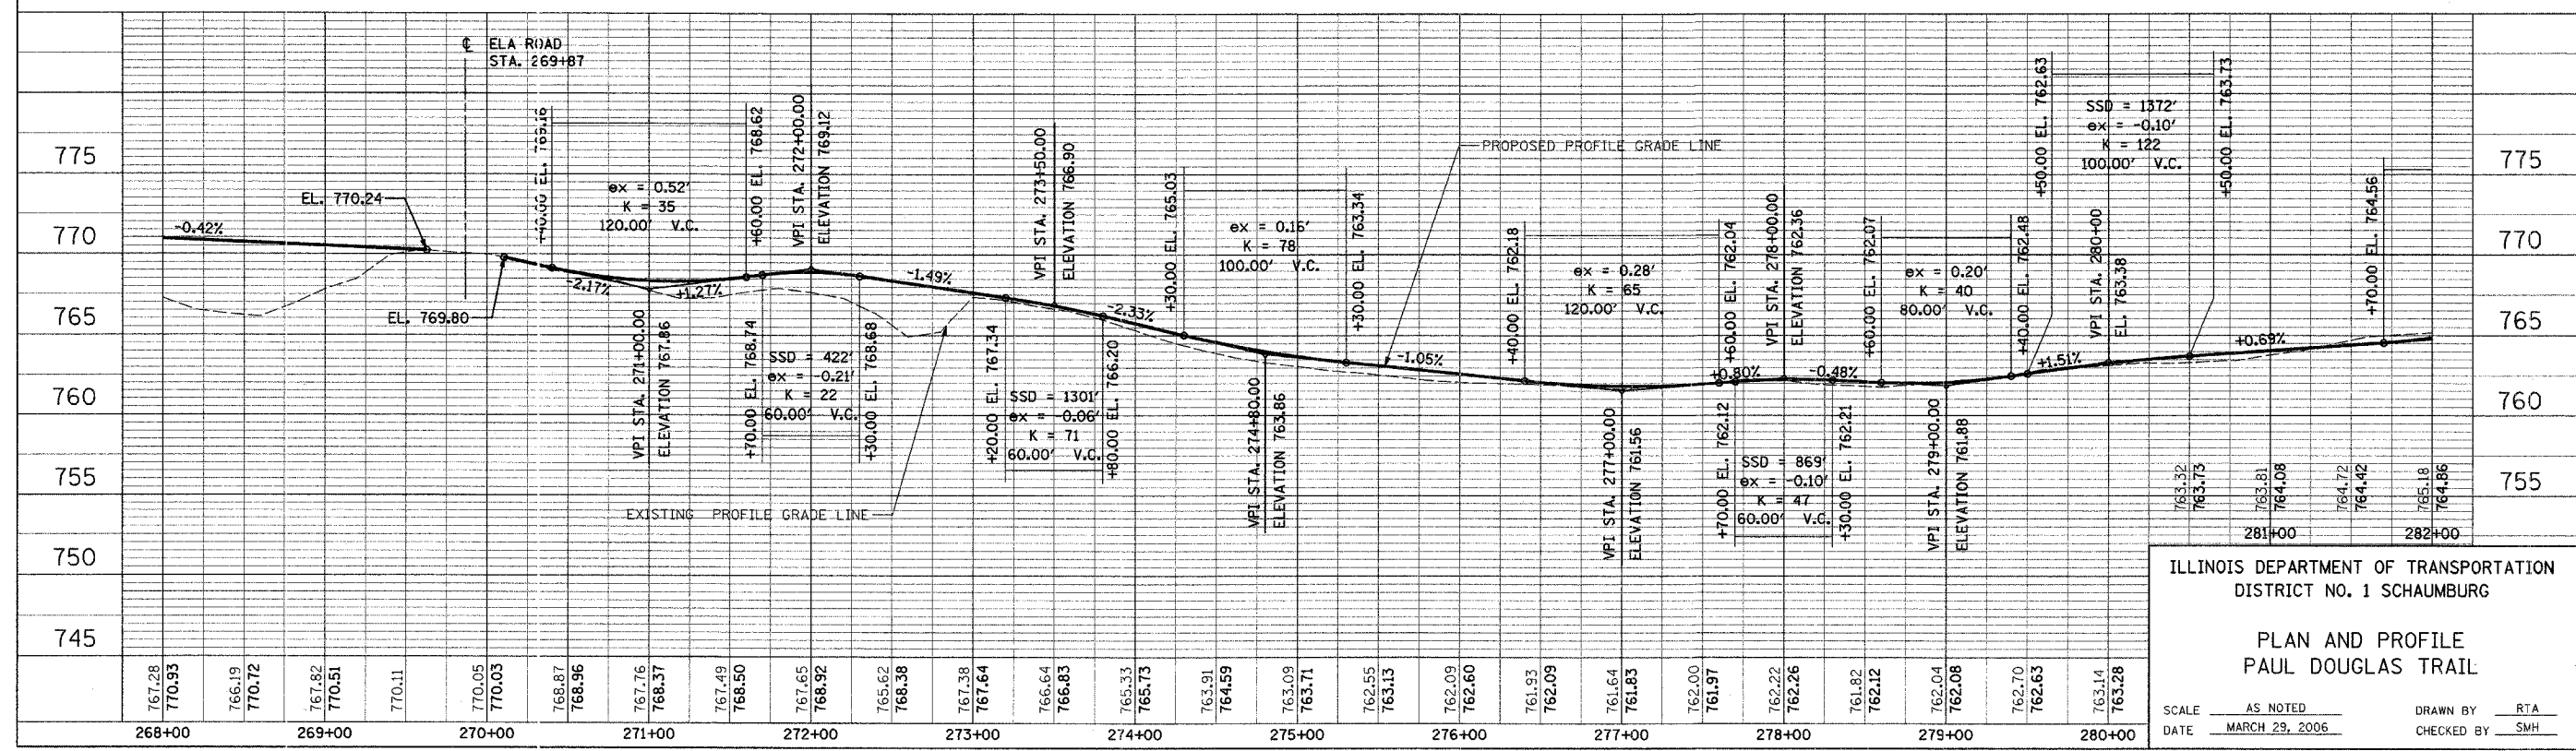 ℄ ELA ROAD
STA. 269+87
775
770
765
760
755
750
745
775
770
765
760
755
-0.42%
EL. 770.24
EL. 769.80
+40.00 EL. 769.16
ex = 0.52'
K = 35
120.00' V.C.
+60.00 EL. 768.62
-2.17%
+1.27%
VPI STA. 271+00.00
ELEVATION 767.86
VPI STA. 272+00.00
ELEVATION 769.12
+70.00 EL. 768.74
SSD = 422'
ex = -0.21'
K = 22
60.00' V.C.
+30.00 EL. 768.68
-1.49%
EXISTING PROFILE GRADE LINE
VPI STA. 273+50.00
ELEVATION 766.90
+20.00 EL. 767.34
SSD = 1301'
ex = -0.06'
K = 71
60.00' V.C.
+80.00 EL. 766.20
-2.33%
+30.00 EL. 765.03
ex = 0.16'
K = 78
100.00' V.C.
+30.00 EL. 763.34
VPI STA. 274+80.00
ELEVATION 763.86
-1.05%
PROPOSED PROFILE GRADE LINE
+40.00 EL. 762.18
ex = 0.28'
K = 65
120.00' V.C.
+60.00 EL. 762.04
VPI STA. 277+00.00
ELEVATION 761.56
+0.80%
VPI STA. 278+00.00
ELEVATION 762.36
+70.00 EL. 762.12
SSD = 869'
ex = -0.10'
K = 47
60.00' V.C.
+30.00 EL. 762.21
-0.48%
+60.00 EL. 762.07
ex = 0.20'
K = 40
80.00' V.C.
+40.00 EL. 762.48
VPI STA. 279+00.00
ELEVATION 761.88
+1.51%
+50.00 EL. 762.63
SSD = 1372'
ex = -0.10'
K = 122
100.00' V.C.
+50.00 EL. 763.73
VPI STA. 280+00
EL. 763.38
+0.69%
+70.00 EL. 764.56
763.32
763.73
763.81
764.08
764.72
764.42
765.18
764.86
281+00
282+00
767.28
770.93
766.19
770.72
767.82
770.51
770.11
770.05
770.03
768.87
768.96
767.76
768.37
767.49
768.50
767.65
768.92
765.62
768.38
767.38
767.64
766.64
766.83
765.33
765.73
763.91
764.59
763.09
763.71
762.55
763.13
762.09
762.60
761.93
762.09
761.64
761.83
762.00
761.97
762.22
762.26
761.82
762.12
762.04
762.08
762.70
762.63
763.14
763.28
268+00
269+00
270+00
271+00
272+00
273+00
274+00
275+00
276+00
277+00
278+00
279+00
280+00
ILLINOIS DEPARTMENT OF TRANSPORTATION
DISTRICT NO. 1 SCHAUMBURG
PLAN AND PROFILE
PAUL DOUGLAS TRAIL
SCALE AS NOTED
DRAWN BY RTA
DATE MARCH 29, 2006
CHECKED BY SMH